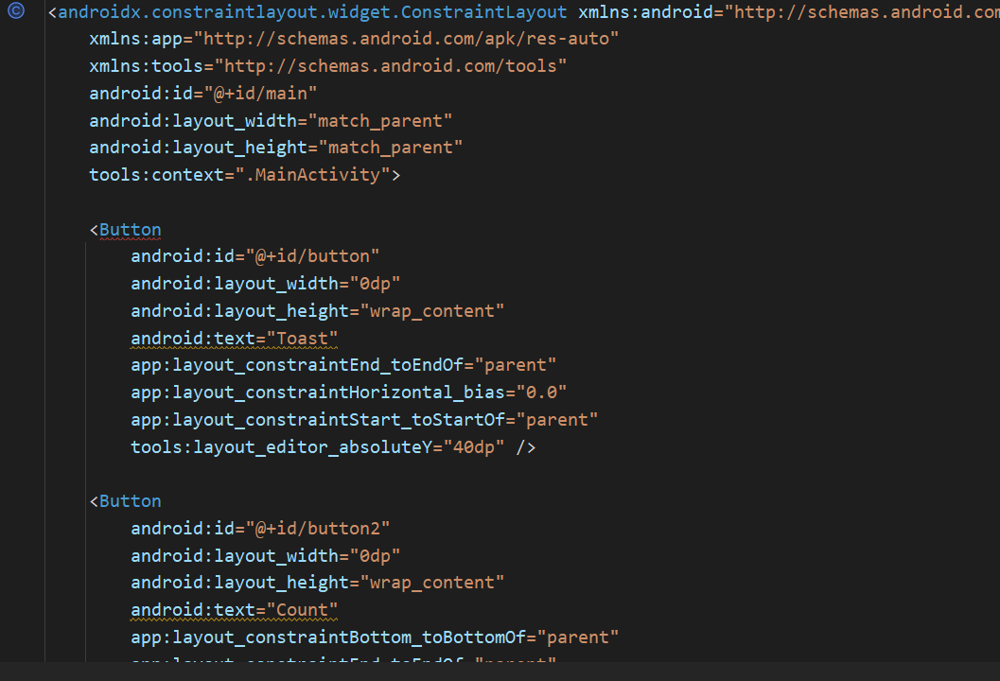 ©
<androidx.constraintlayout.widget.ConstraintLayout xmlns:android="http://schemas.android.com
xmlns:app="http://schemas.android.com/apk/res-auto"
xmlns:tools="http://schemas.android.com/tools"
android:id="@+id/main"
android:layout_width="match_parent"
android:layout_height="match_parent"
tools:context=".MainActivity">
<Button
android:id="@+id/button"
android:layout_width="0dp"
android:layout_height="wrap_content"
android:text="Toast"
app:layout_constraintEnd_toEndOf="parent"
app:layout_constraintHorizontal_bias="0.0"
app:layout_constraintStart_toStartOf="parent"
tools:layout_editor_absoluteY="40dp" />
<Button
android:id="@+id/button2"
android:layout_width="0dp"
android:layout_height="wrap_content"
android:text="Count"
app:layout_constraintBottom_toBottomOf="parent"
app:layout_constraintEnd_toEndOf="parent"